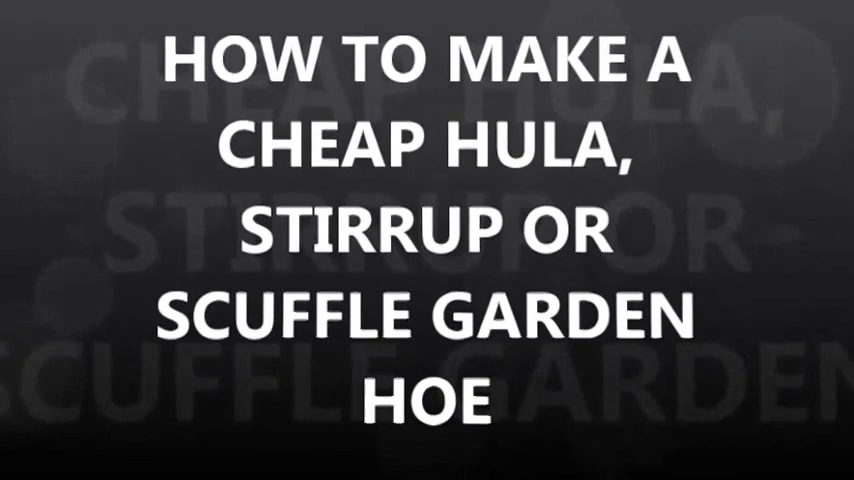 HOW TO MAKE A
CHEAP HULA,
STIRRUP OR
SCUFFLE GARDEN
HOE